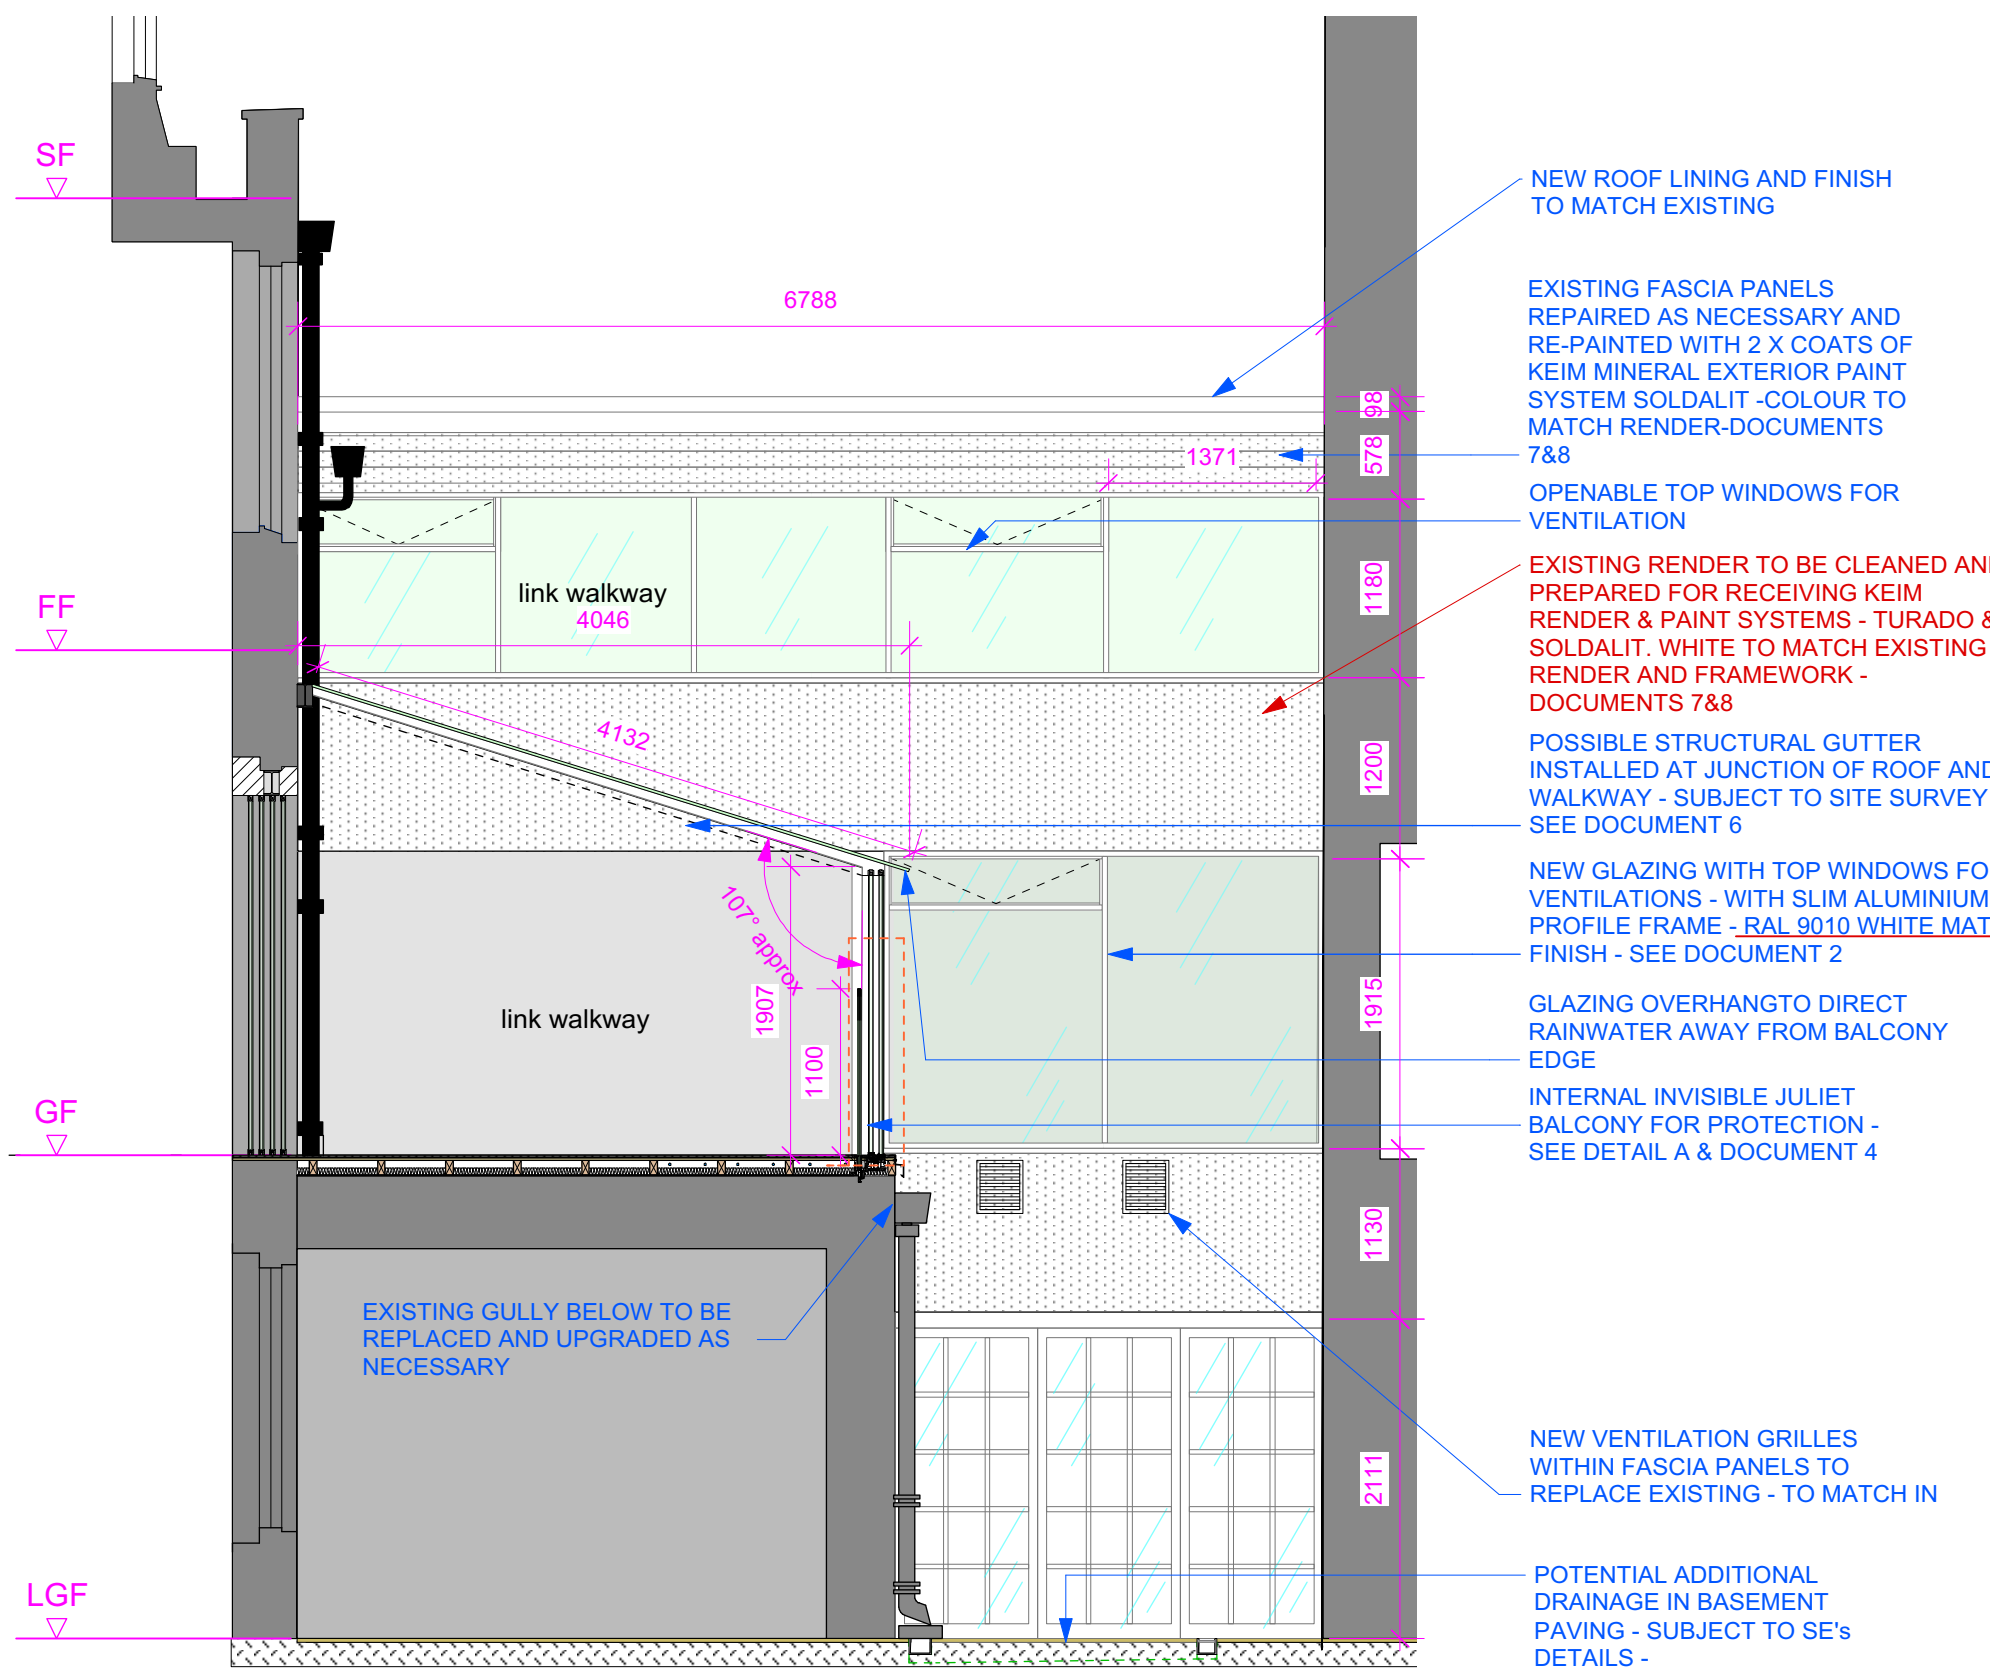 SF
NEW ROOF LINING AND FINISH
TO MATCH EXISTING
6788
EXISTING FASCIA PANELS
REPAIRED AS NECESSARY AND
RE-PAINTED WITH 2 X COATS OF
KEIM MINERAL EXTERIOR PAINT
SYSTEM SOLDALIT -COLOUR TO
MATCH RENDER-DOCUMENTS
7&8
98
578
1371
OPENABLE TOP WINDOWS FOR
VENTILATION
FF
link walkway
4046
1180
EXISTING RENDER TO BE CLEANED AN
PREPARED FOR RECEIVING KEIM
RENDER & PAINT SYSTEMS - TURADO &
SOLDALIT. WHITE TO MATCH EXISTING
RENDER AND FRAMEWORK -
DOCUMENTS 7&8
4132
1200
POSSIBLE STRUCTURAL GUTTER
INSTALLED AT JUNCTION OF ROOF AND
WALKWAY - SUBJECT TO SITE SURVEY
SEE DOCUMENT 6
NEW GLAZING WITH TOP WINDOWS FO
VENTILATIONS - WITH SLIM ALUMINIUM
PROFILE FRAME - RAL 9010 WHITE MAT
FINISH - SEE DOCUMENT 2
107° approx
1907
1100
1915
link walkway
GLAZING OVERHANGTO DIRECT
RAINWATER AWAY FROM BALCONY
EDGE
GF
INTERNAL INVISIBLE JULIET
BALCONY FOR PROTECTION -
SEE DETAIL A & DOCUMENT 4
1130
EXISTING GULLY BELOW TO BE
REPLACED AND UPGRADED AS
NECESSARY
2111
NEW VENTILATION GRILLES
WITHIN FASCIA PANELS TO
REPLACE EXISTING - TO MATCH IN
LGF
POTENTIAL ADDITIONAL
DRAINAGE IN BASEMENT
PAVING - SUBJECT TO SE's
DETAILS -